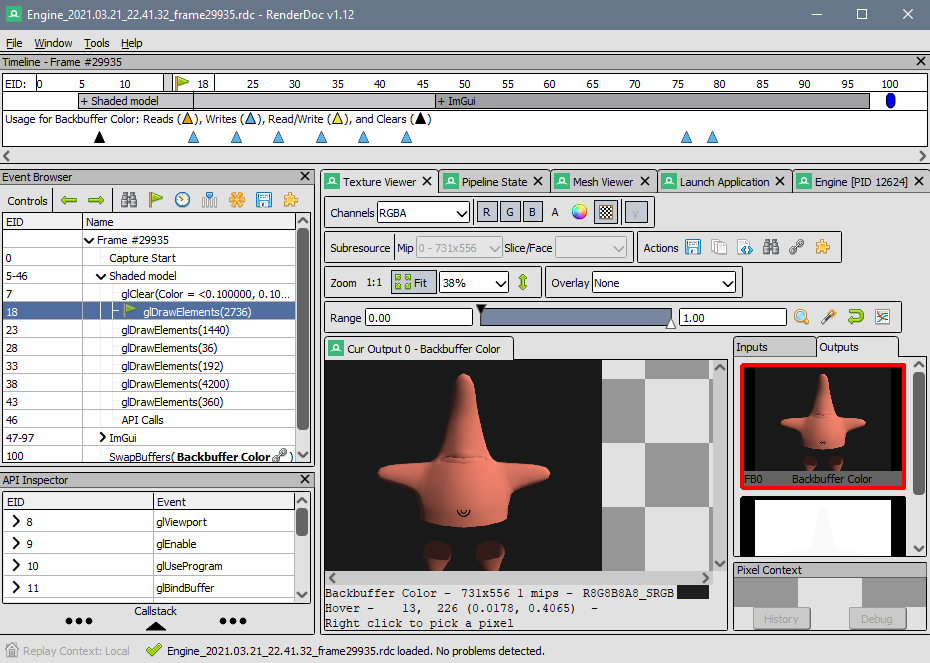 Engine_2021.03.21_22.41.32_frame29935.rdc - RenderDoc v1.12
File Window Tools Help
Timeline - Frame #29935
EID: 0 5 10 18 25 30 35 40 45 50 55 60 65 70 75 80 85 90 95 100
+ Shaded model + ImGui
Usage for Backbuffer Color: Reads ( ), Writes ( ), Read/Write ( ), and Clears ( )
Event Browser
Controls
EID Name
Frame #29935
0 Capture Start
5-46 Shaded model
7 glClear(Color = <0.100000, 0.10...
18 glDrawElements(2736)
23 glDrawElements(1440)
28 glDrawElements(36)
33 glDrawElements(192)
38 glDrawElements(4200)
43 glDrawElements(360)
46 API Calls
47-97 ImGui
100 SwapBuffers( Backbuffer Color )
API Inspector
EID Event
8 glViewport
9 glEnable
10 glUseProgram
11 glBindBuffer
Callstack
Texture Viewer Pipeline State Mesh Viewer Launch Application Engine [PID 12624]
Channels RGBA R G B A γ
Subresource Mip 0 - 731x556 Slice/Face Actions
Zoom 1:1 Fit 38% Overlay None
Range 0.00 1.00
Cur Output 0 - Backbuffer Color
Backbuffer Color - 731x556 1 mips - R8G8B8A8_SRGB
Hover - 13, 226 (0.0178, 0.4065) -
Right click to pick a pixel
Inputs Outputs
FB0 Backbuffer Color
Pixel Context
History Debug
Replay Context: Local Engine_2021.03.21_22.41.32_frame29935.rdc loaded. No problems detected.